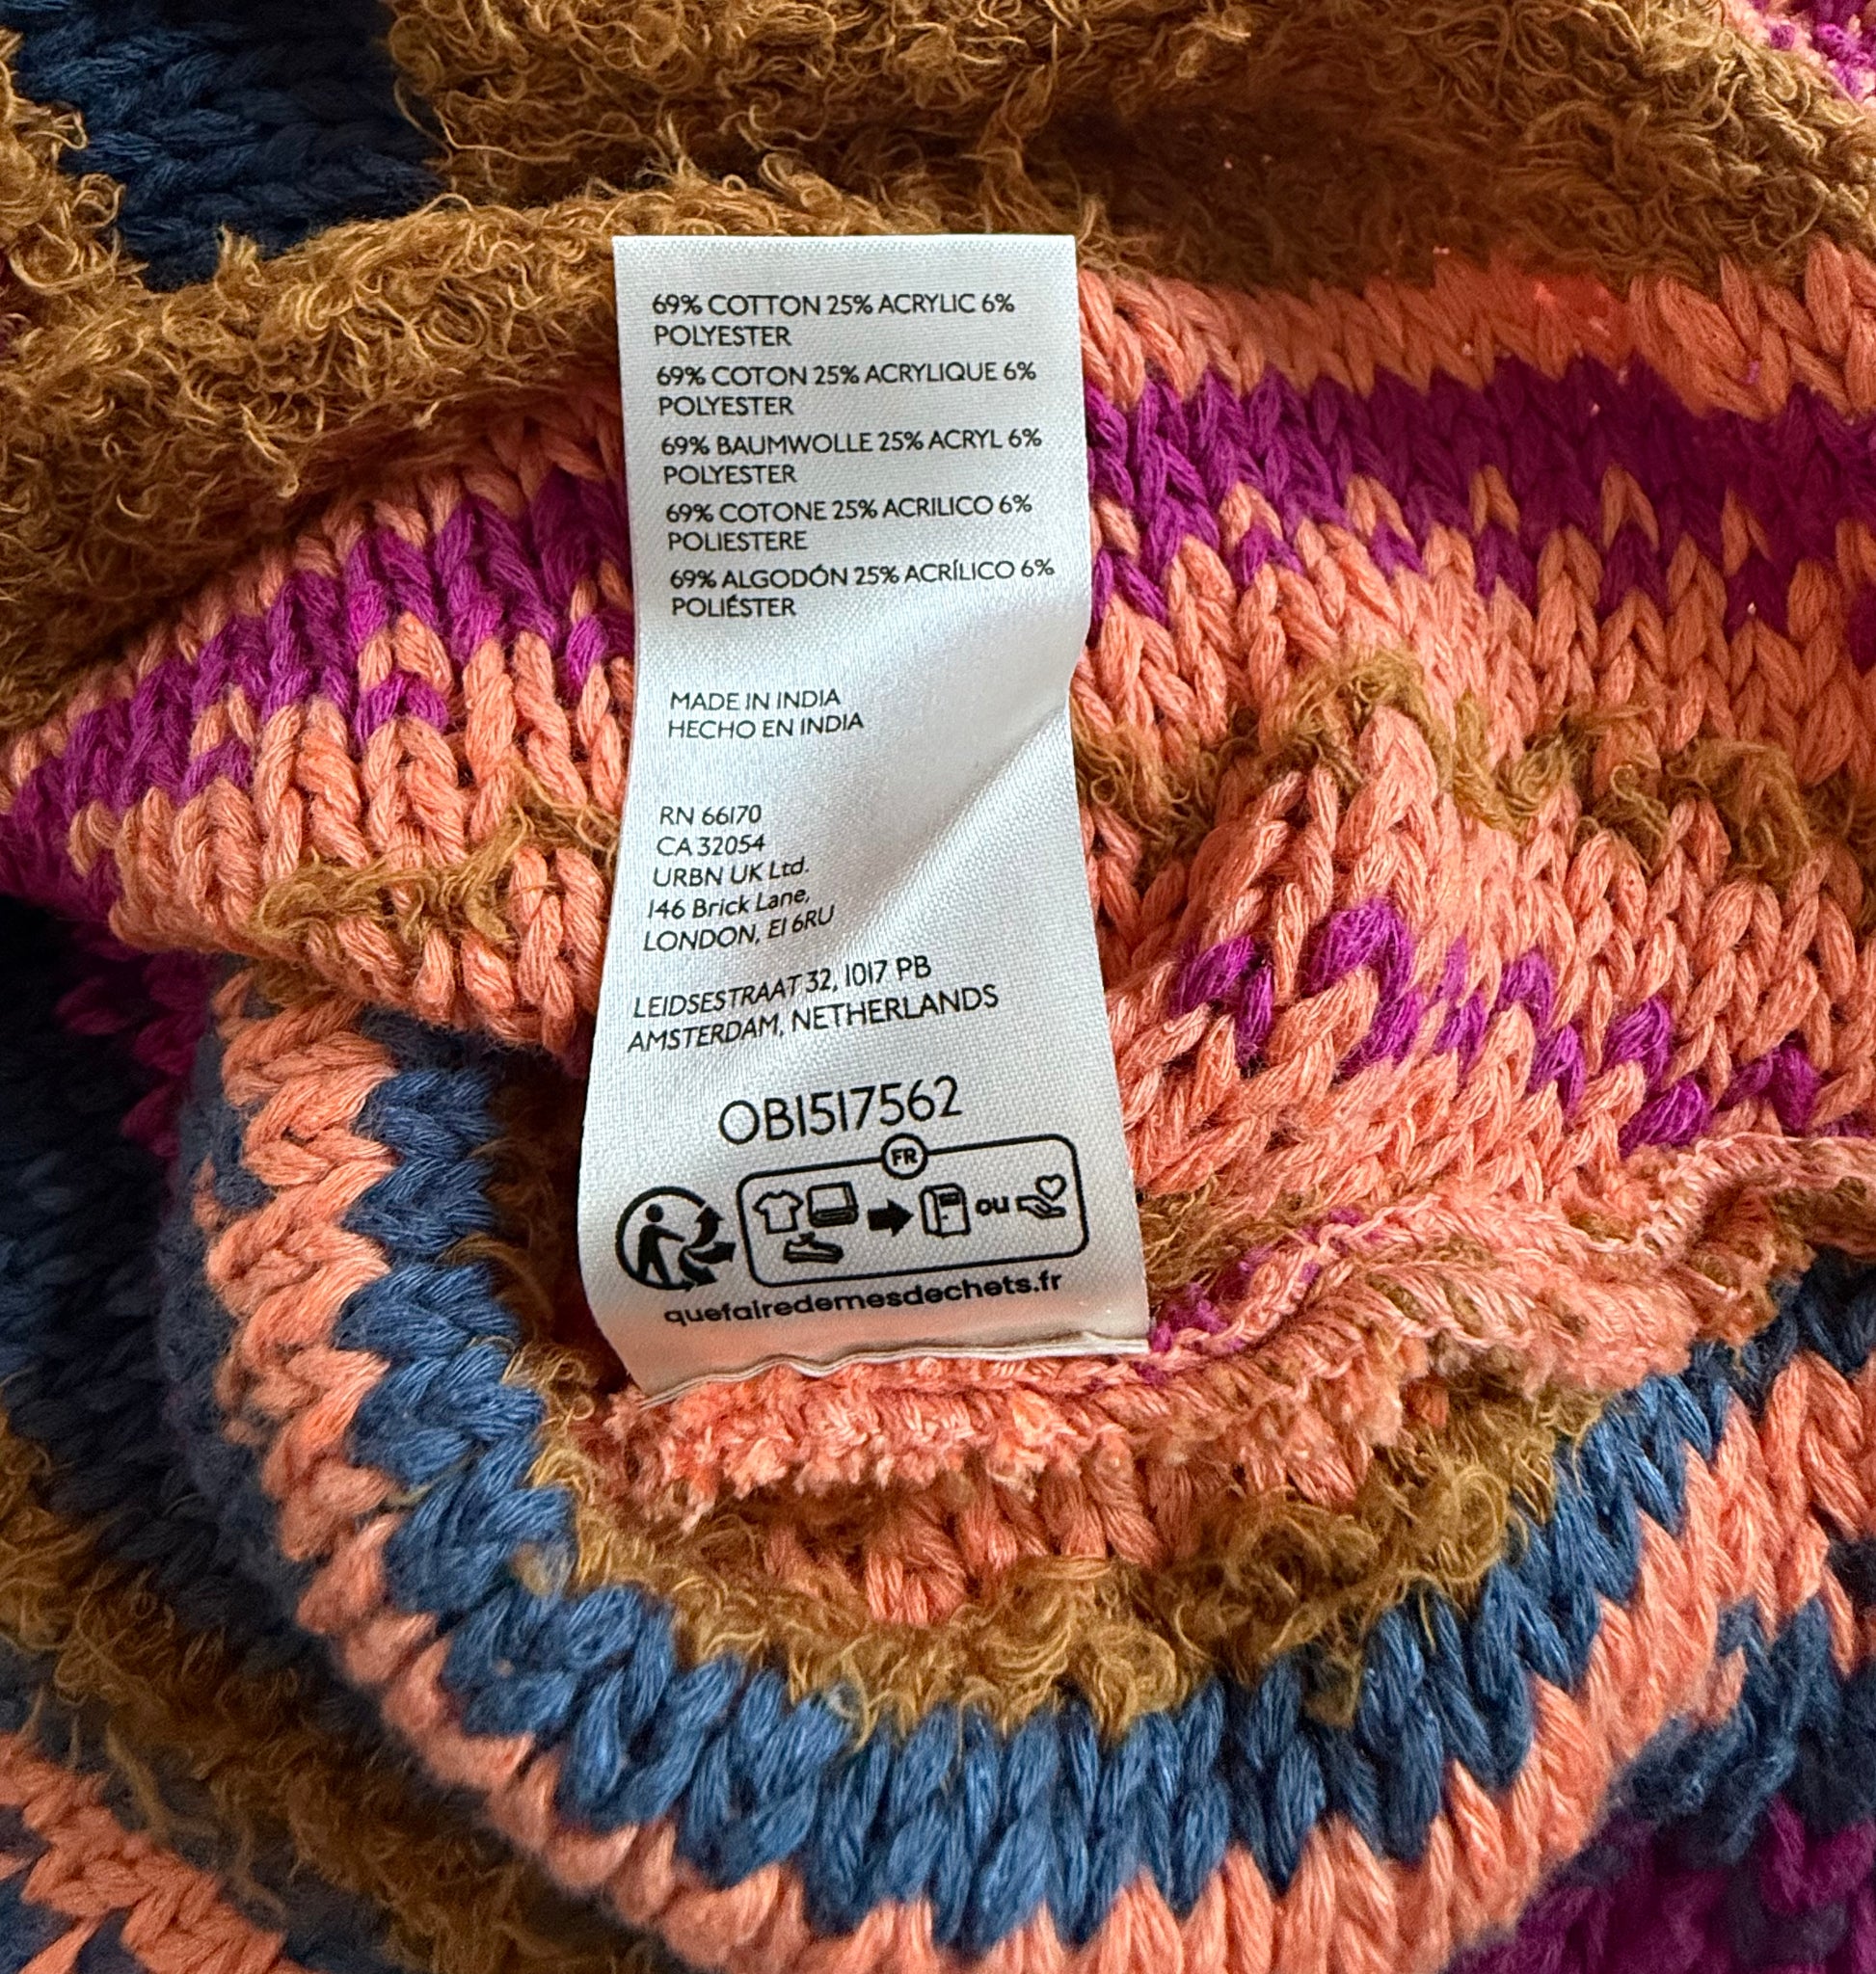 69% COTTON 25% ACRYLIC 6%
POLYESTER
69% COTON 25% ACRYLIQUE 6%
POLYESTER
69% BAUMWOLLE 25% ACRYL 6%
POLYESTER
69% COTONE 25% ACRILICO 6%
POLIESTERE
69% ALGODÓN 25% ACRÍLICO 6%
POLIÉSTER
MADE IN INDIA
HECHO EN INDIA
RN 66170
CA 32054
URBN UK Ltd.
146 Brick Lane,
LONDON, E1 6RU
LEIDSESTRAAT 32, 1017 PB
AMSTERDAM, NETHERLANDS
OB1517562
FR
ou
quefairedemesdechets.fr